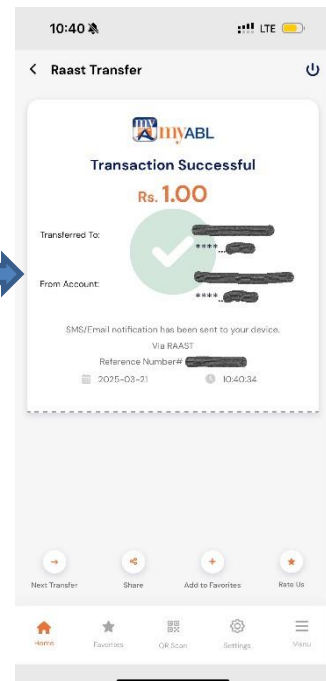 10:40
LTE
Raast Transfer
my myABL
Transaction Successful
Rs. 1.00
Transferred To:
****...
From Account:
****...
SMS/Email notification has been sent to your device.
Via RAAST
Reference Number#
2025-03-21 10:40:34
Next Transfer Share Add to Favorites Rate Us
Home Favorites QR Scan Settings Menu